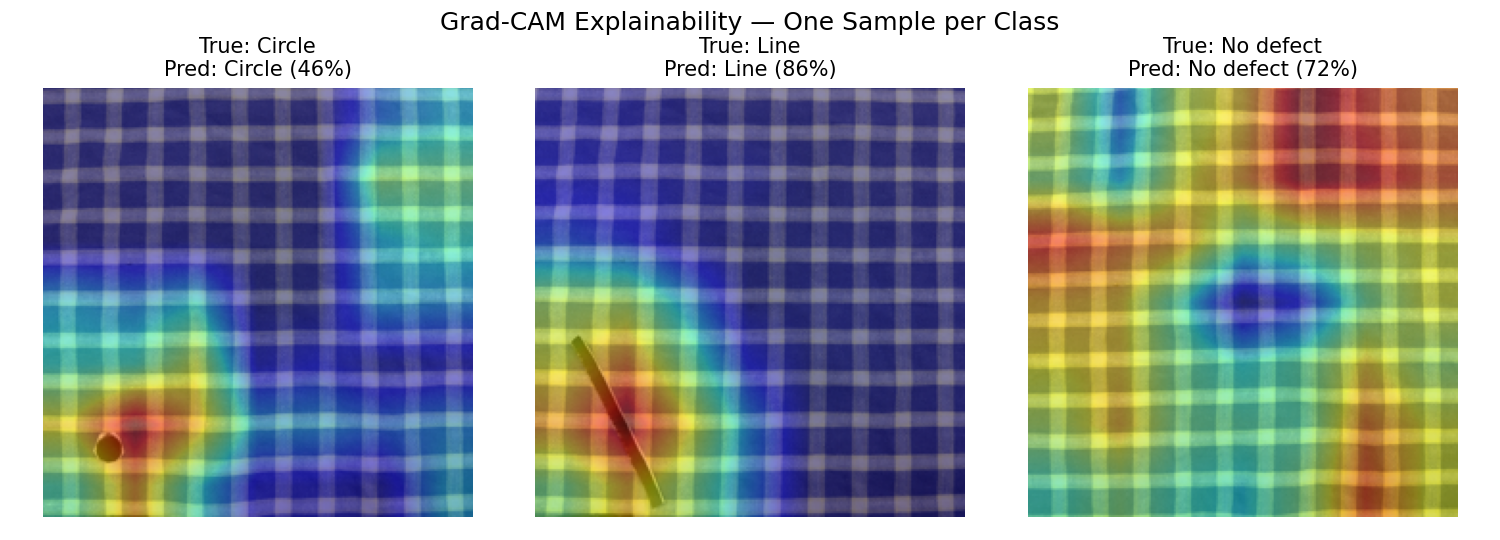 Grad-CAM Explainability — One Sample per Class
True: Circle
Pred: Circle (46%)
True: Line
Pred: Line (86%)
True: No defect
Pred: No defect (72%)